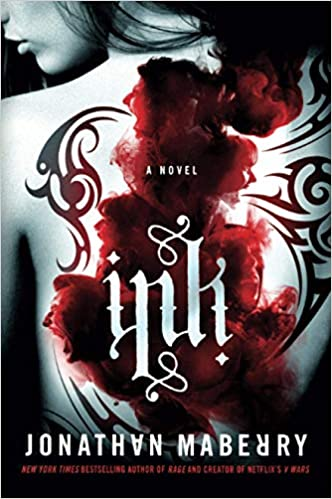 A NOVEL
ink
JONATHAN MABERRY
NEW YORK TIMES BESTSELLING AUTHOR OF RAGE AND CREATOR OF NETFLIX'S V WARS